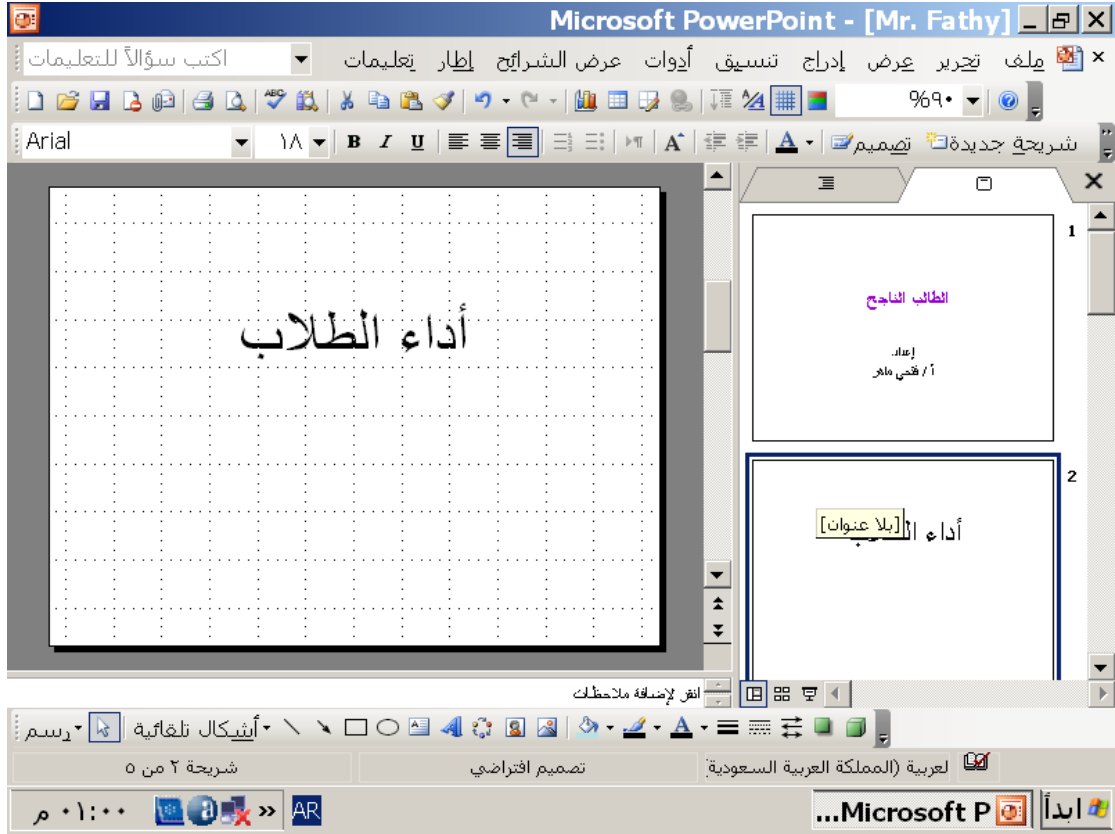 Microsoft PowerPoint - [Mr. Fathy]
ملف تحرير عرض إدراج تنسيق أدوات عرض الشرائح إطار تعليمات اكتب سؤالاً للتعليمات
%٩٠
Arial ١٨ B I U A A شريحة جديدة تصميم
1
الطالب الناجح
إعداد
أ / فتحي ماهر
2
أداء الطلاب
[بلا عنوان]
أداء الطلاب
انقر لإضافة ملاحظات
رسم أشكال تلقائية A
شريحة ٢ من ٥ تصميم افتراضي لعربية (المملكة العربية السعودية)
ابدأ Microsoft P... AR « ٠١:٠٠ م